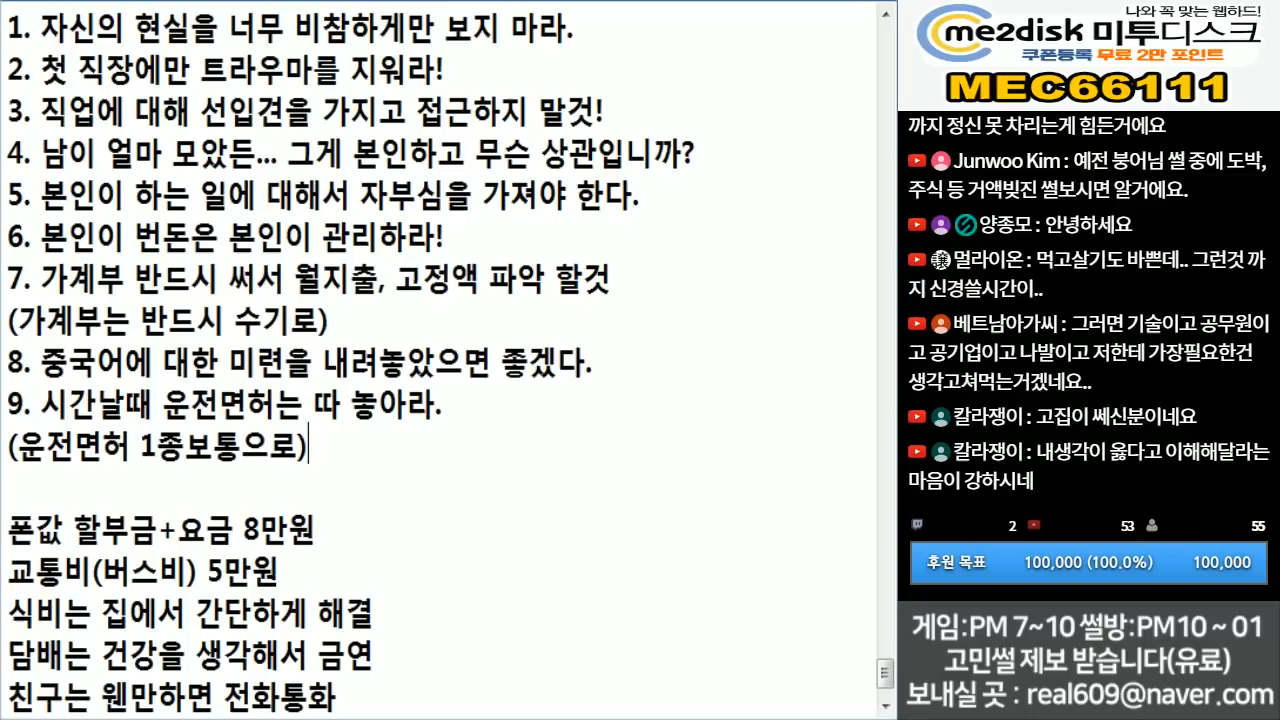 1. 자신의 현실을 너무 비참하게만 보지 마라.
2. 첫 직장에만 트라우마를 지워라!
3. 직업에 대해 선입견을 가지고 접근하지 말것!
4. 남이 얼마 모았든... 그게 본인하고 무슨 상관입니까?
5. 본인이 하는 일에 대해서 자부심을 가져야 한다.
6. 본인이 번돈은 본인이 관리하라!
7. 가계부 반드시 써서 월지출, 고정액 파악 할것
(가계부는 반드시 수기로)
8. 중국어에 대한 미련을 내려놓았으면 좋겠다.
9. 시간날때 운전면허는 따 놓아라.
(운전면허 1종보통으로)
폰값 할부금+요금 8만원
교통비(버스비) 5만원
식비는 집에서 간단하게 해결
담배는 건강을 생각해서 금연
친구는 웬만하면 전화통화
나와 꼭 맞는 웹하드!
me2disk 미투디스크
쿠폰등록 무료 2만 포인트
MEC66111
까지 정신 못 차리는게 힘든거에요
Junwoo Kim : 예전 붕어님 썰 중에 도박,
주식 등 거액빚진 썰보시면 알거에요.
양종모 : 안녕하세요
멀라이온 : 먹고살기도 바쁜데.. 그런것 까
지 신경쓸시간이..
베트남아가씨 : 그러면 기술이고 공무원이
고 공기업이고 나발이고 저한테 가장필요한건
생각고쳐먹는거겠네요..
칼라쟁이 : 고집이 쎄신분이네요
칼라쟁이 : 내생각이 옳다고 이해해달라는
마음이 강하시네
2 53 55
후원 목표 100,000 (100.0%) 100,000
게임:PM 7~10 썰방:PM10 ~ 01
고민썰 제보 받습니다(유료)
보내실 곳 : real609@naver.com